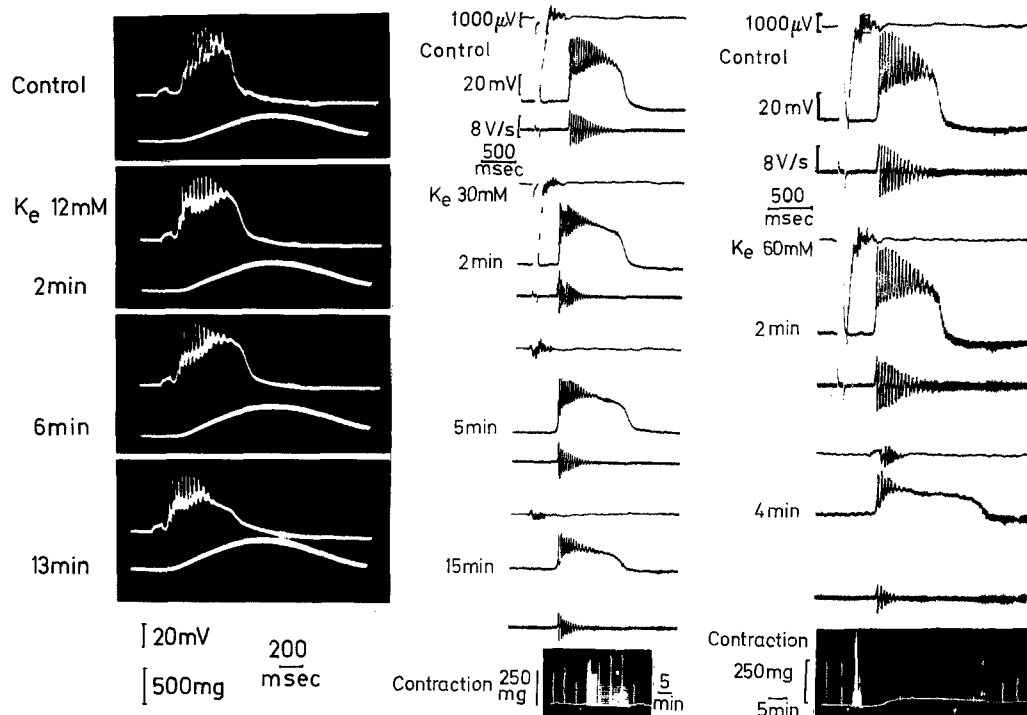 Control
Ke 12mM
2min
6min
13min
20mV
500mg
200
msec
1000μV
Control
20mV
8V/s
500
msec
Ke 30mM
2min
5min
15min
Contraction 250
mg
5
min
1000μV
Control
20mV
8V/s
500
msec
Ke 60mM
2min
4min
Contraction
250mg
5min